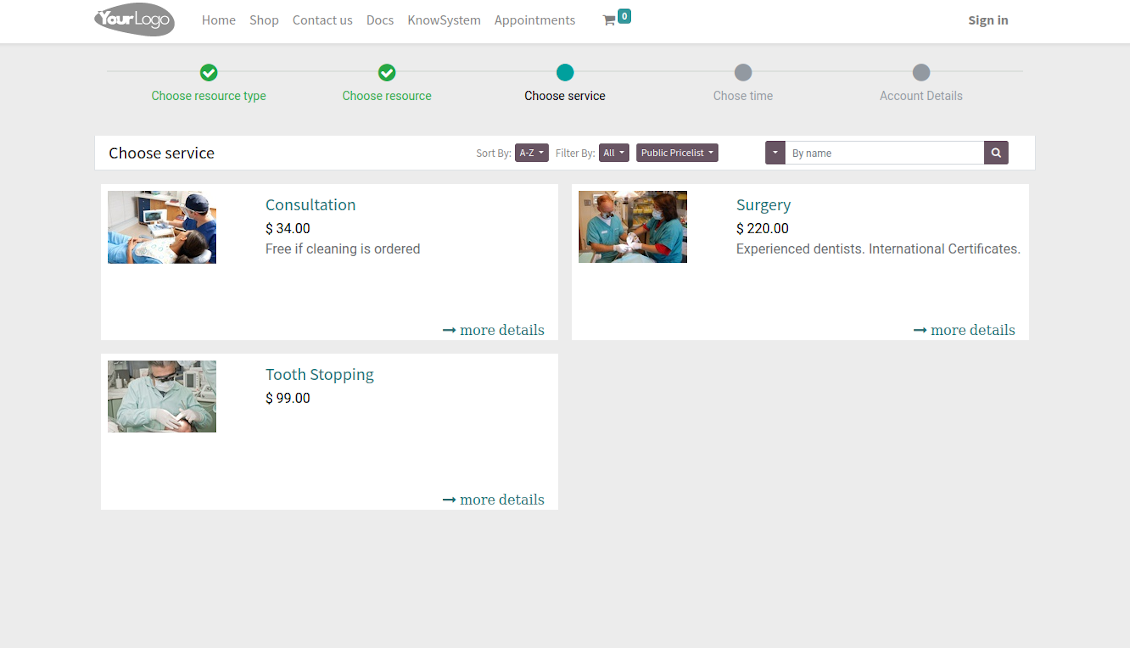 YourLogo Home Shop Contact us Docs KnowSystem Appointments 0 Sign in
Choose resource type Choose resource Choose service Chose time Account Details
Choose service Sort By: A-Z Filter By: All Public Pricelist By name
Consultation
$ 34.00
Free if cleaning is ordered
more details
Surgery
$ 220.00
Experienced dentists. International Certificates.
more details
Tooth Stopping
$ 99.00
more details